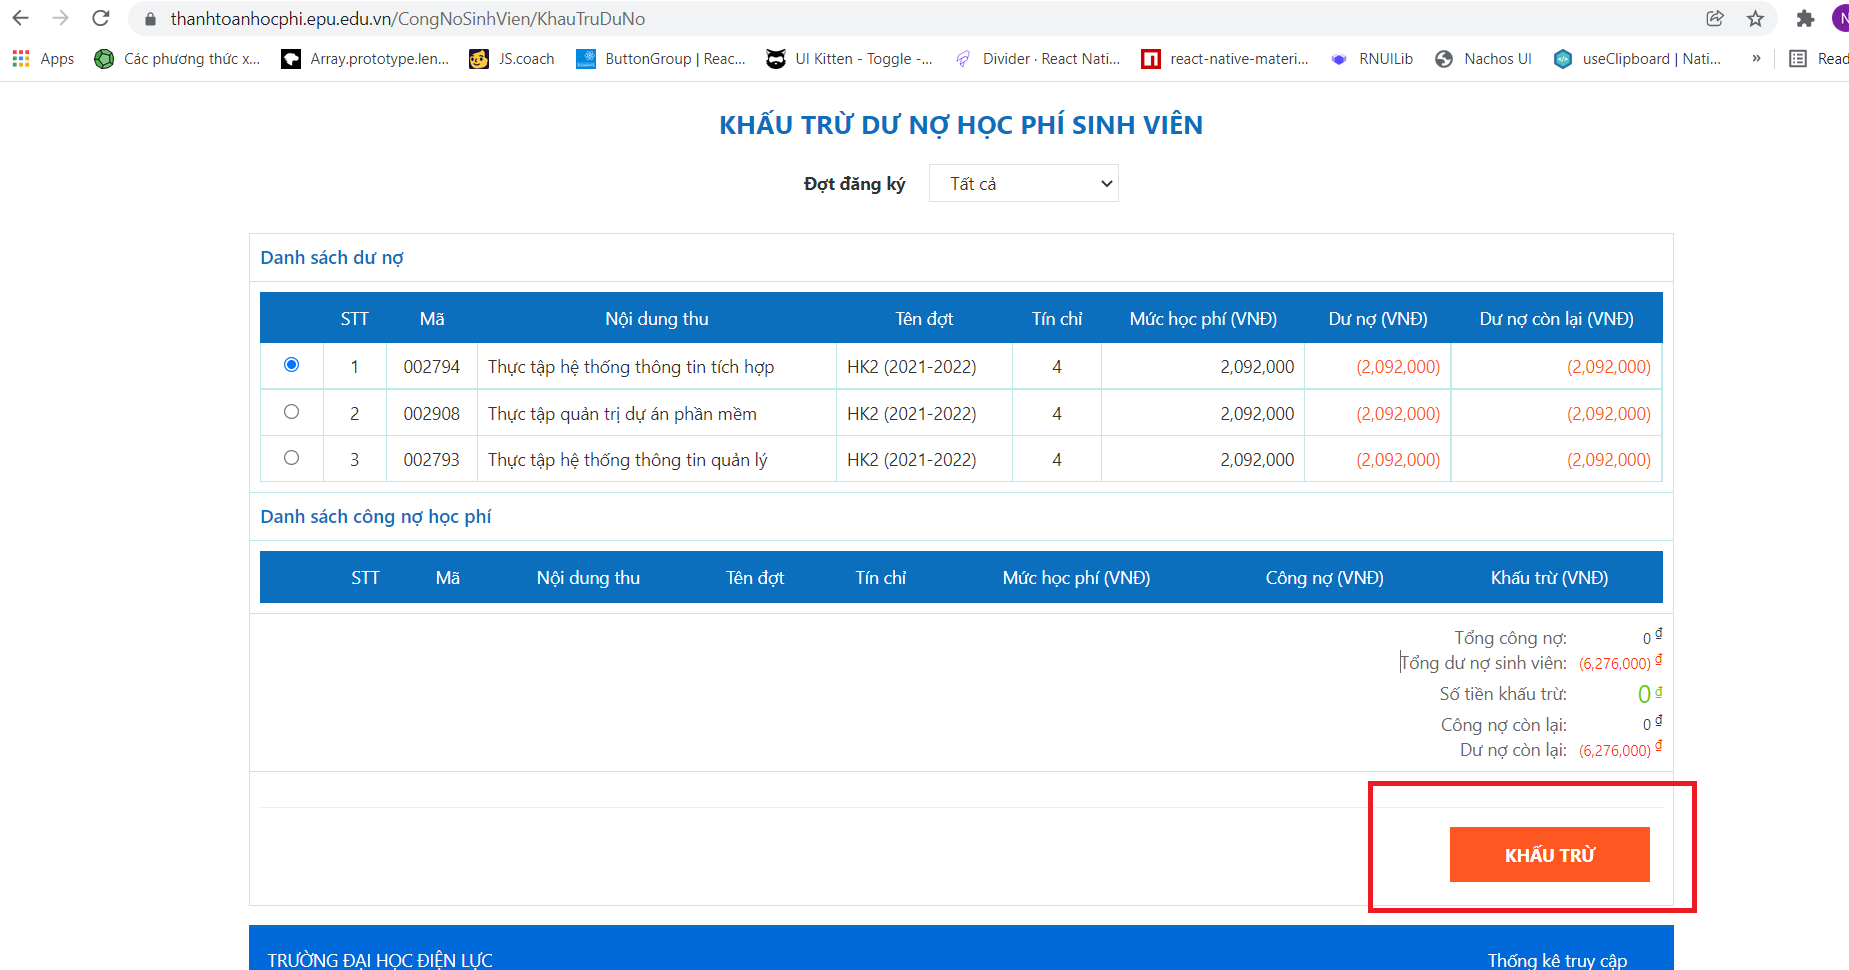 thanhtoanhocphi.epu.edu.vn/CongNoSinhVien/KhauTruDuNo
N
Apps Các phương thức x... Array.prototype.len... JS.coach ButtonGroup | Reac... UI Kitten - Toggle -... Divider · React Nati... react-native-materi... RNUILib Nachos UI useClipboard | Nati... » Read
KHẤU TRỪ DƯ NỢ HỌC PHÍ SINH VIÊN
Đợt đăng ký Tất cả
Danh sách dư nợ
STT Mã Nội dung thu Tên đợt Tín chỉ Mức học phí (VNĐ) Dư nợ (VNĐ) Dư nợ còn lại (VNĐ)
1 002794 Thực tập hệ thống thông tin tích hợp HK2 (2021-2022) 4 2,092,000 (2,092,000) (2,092,000)
2 002908 Thực tập quản trị dự án phần mềm HK2 (2021-2022) 4 2,092,000 (2,092,000) (2,092,000)
3 002793 Thực tập hệ thống thông tin quản lý HK2 (2021-2022) 4 2,092,000 (2,092,000) (2,092,000)
Danh sách công nợ học phí
STT Mã Nội dung thu Tên đợt Tín chỉ Mức học phí (VNĐ) Công nợ (VNĐ) Khấu trừ (VNĐ)
Tổng công nợ: 0 đ
Tổng dư nợ sinh viên: (6,276,000) đ
Số tiền khấu trừ: 0 đ
Công nợ còn lại: 0 đ
Dư nợ còn lại: (6,276,000) đ
KHẤU TRỪ
TRƯỜNG ĐẠI HỌC ĐIỆN LỰC Thống kê truy cập